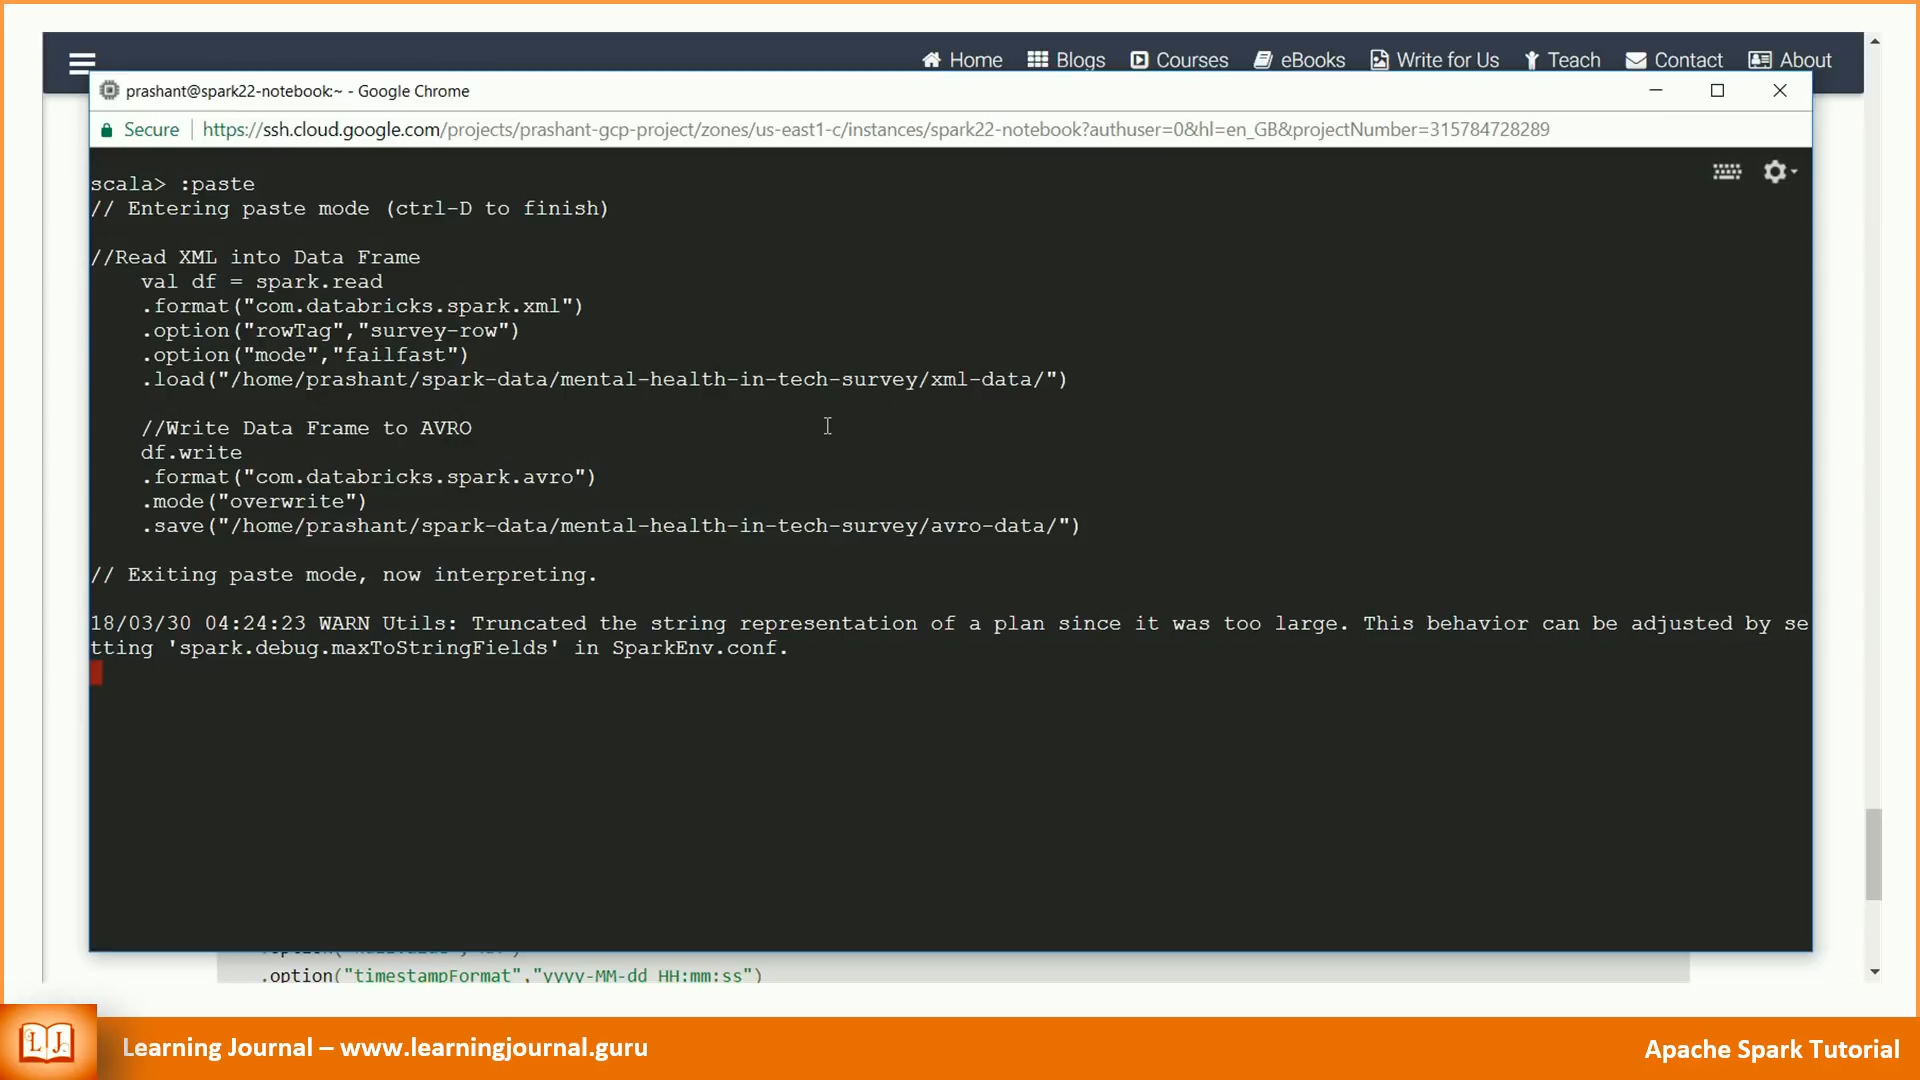 Home Blogs Courses eBooks Write for Us Teach Contact About
prashant@spark22-notebook:~ - Google Chrome
Secure https://ssh.cloud.google.com/projects/prashant-gcp-project/zones/us-east1-c/instances/spark22-notebook?authuser=0&hl=en_GB&projectNumber=315784728289
scala> :paste
// Entering paste mode (ctrl-D to finish)
//Read XML into Data Frame
val df = spark.read
.format("com.databricks.spark.xml")
.option("rowTag","survey-row")
.option("mode","failfast")
.load("/home/prashant/spark-data/mental-health-in-tech-survey/xml-data/")
//Write Data Frame to AVRO
df.write
.format("com.databricks.spark.avro")
.mode("overwrite")
.save("/home/prashant/spark-data/mental-health-in-tech-survey/avro-data/")
// Exiting paste mode, now interpreting.
18/03/30 04:24:23 WARN Utils: Truncated the string representation of a plan since it was too large. This behavior can be adjusted by se
tting 'spark.debug.maxToStringFields' in SparkEnv.conf.
.option("timestampFormat","yyyy-MM-dd HH:mm:ss")
LJ
Learning Journal – www.learningjournal.guru
Apache Spark Tutorial